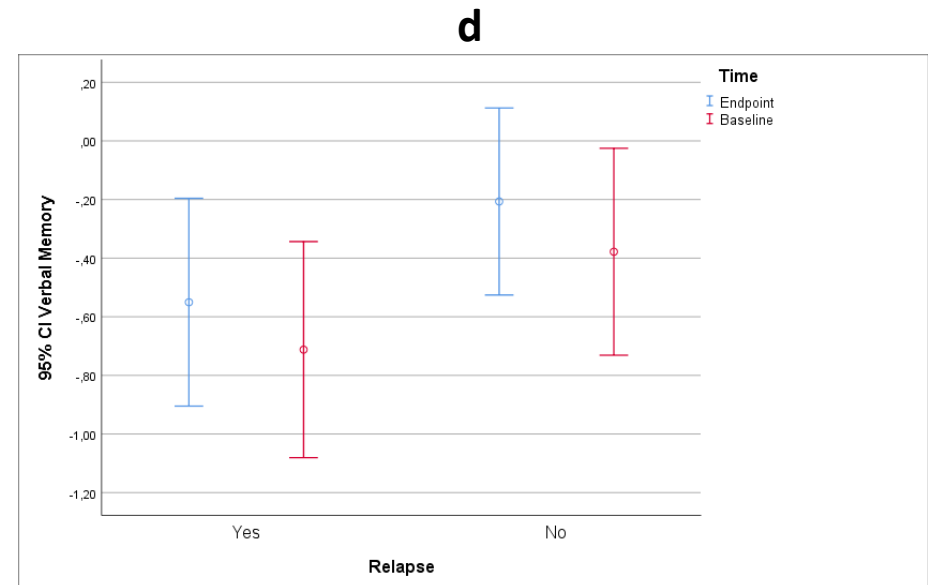 d
Time
Endpoint
Baseline
95% CI Verbal Memory
,20
,00
-,20
-,40
-,60
-,80
-1,00
-1,20
Yes
No
Relapse